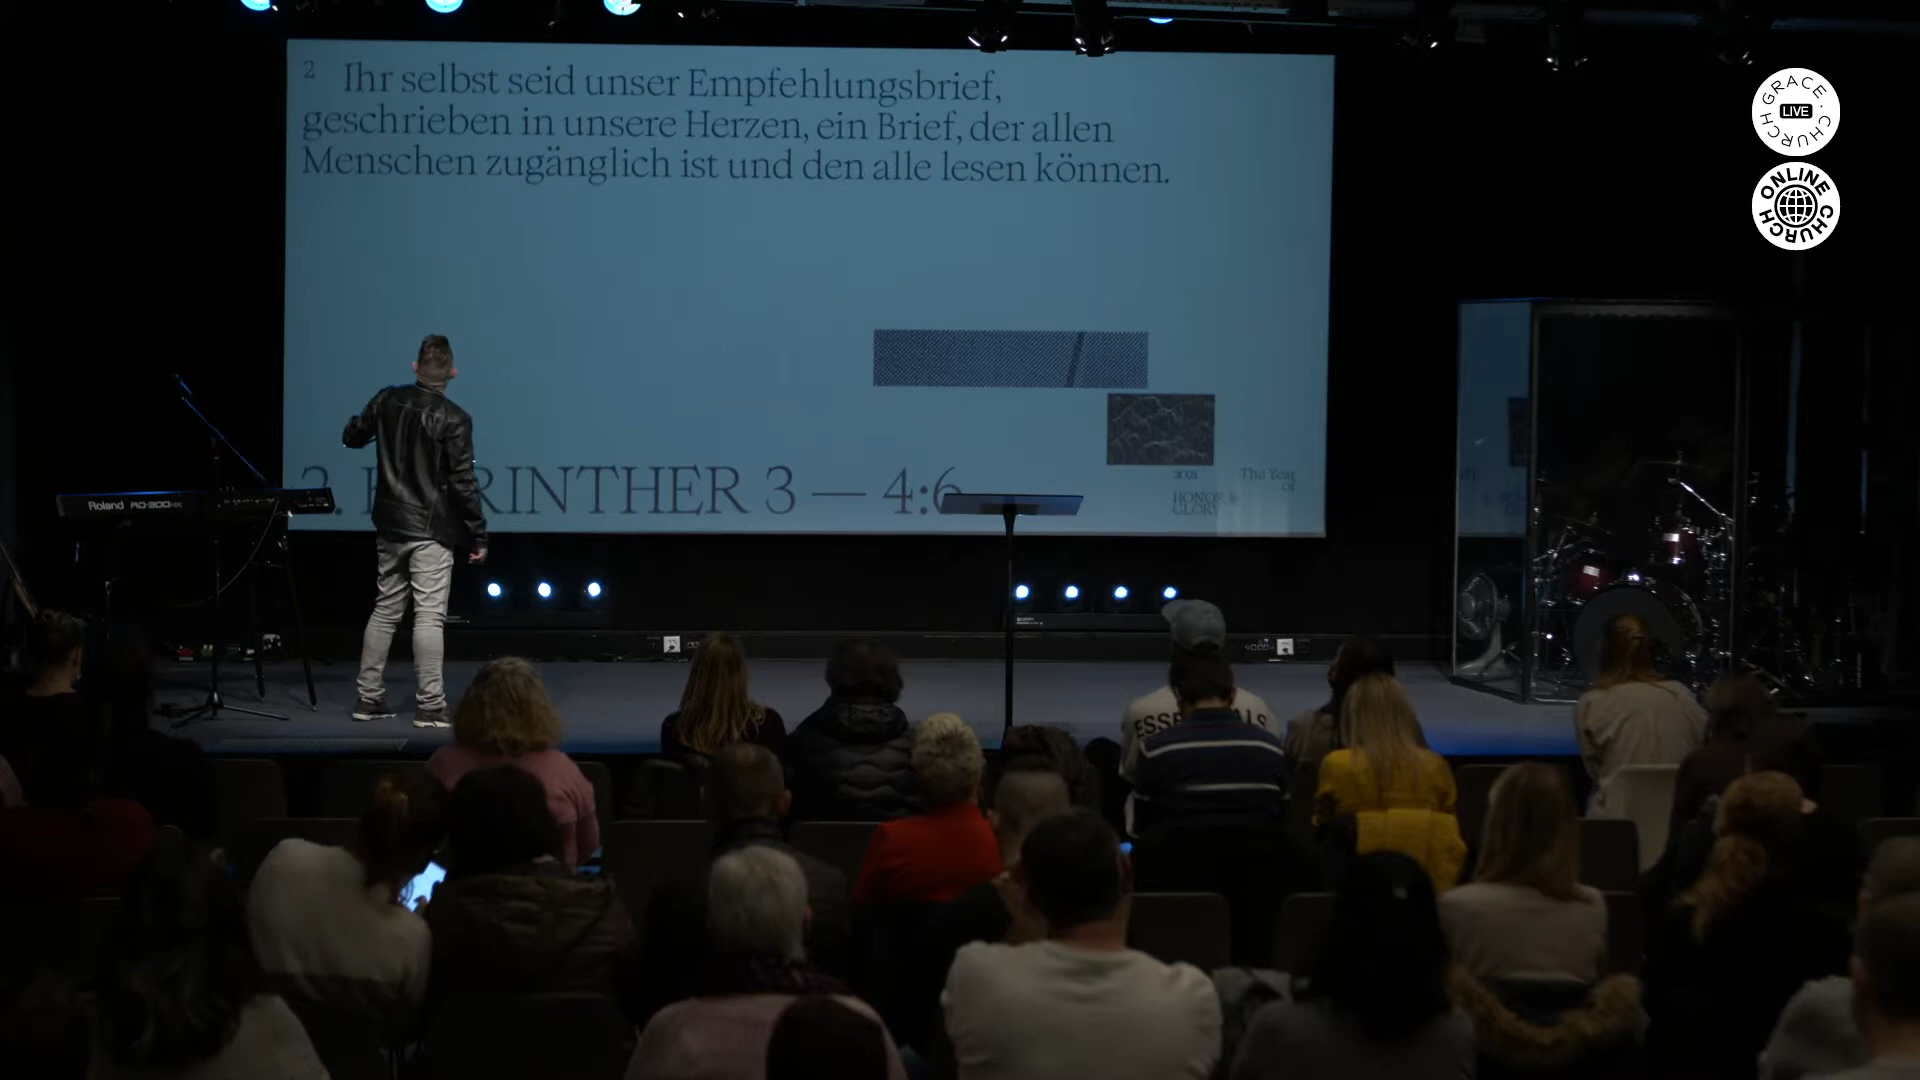 2 Ihr selbst seid unser Empfehlungsbrief,
geschrieben in unsere Herzen, ein Brief, der allen
Menschen zugänglich ist und den alle lesen können.
GRACE · CHURCH
LIVE
ONLINE CHURCH
RINTHER 3 — 4:6
2021
The Year
of
HONOR &
GLORY
Roland RD-300NX